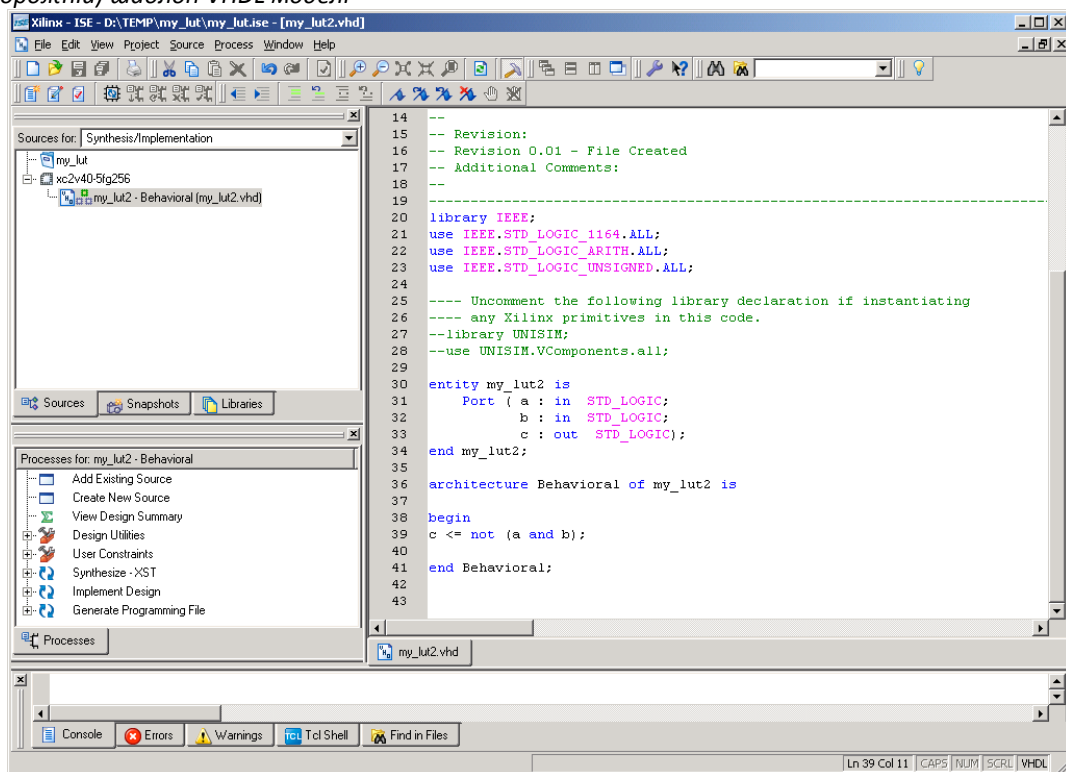 шаблон VHDL моделі
Xilinx - ISE - D:\TEMP\my_lut\my_lut.ise - [my_lut2.vhd]
File Edit View Project Source Process Window Help
Sources for: Synthesis/Implementation
my_lut
xc2v40-5fg256
my_lut2 - Behavioral (my_lut2.vhd)
Sources Snapshots Libraries
Processes for: my_lut2 - Behavioral
Add Existing Source
Create New Source
View Design Summary
Design Utilities
User Constraints
Synthesize - XST
Implement Design
Generate Programming File
Processes
14 --
15 -- Revision:
16 -- Revision 0.01 - File Created
17 -- Additional Comments:
18 --
19 --------------------------------------------------------------------------------
20 library IEEE;
21 use IEEE.STD_LOGIC_1164.ALL;
22 use IEEE.STD_LOGIC_ARITH.ALL;
23 use IEEE.STD_LOGIC_UNSIGNED.ALL;
24
25 ---- Uncomment the following library declaration if instantiating
26 ---- any Xilinx primitives in this code.
27 --library UNISIM;
28 --use UNISIM.VComponents.all;
29
30 entity my_lut2 is
31 Port ( a : in STD_LOGIC;
32 b : in STD_LOGIC;
33 c : out STD_LOGIC);
34 end my_lut2;
35
36 architecture Behavioral of my_lut2 is
37
38 begin
39 c <= not (a and b);
40
41 end Behavioral;
42
43
my_lut2.vhd
Console Errors Warnings Tcl Shell Find in Files
Ln 39 Col 11 CAPS NUM SCRL VHDL